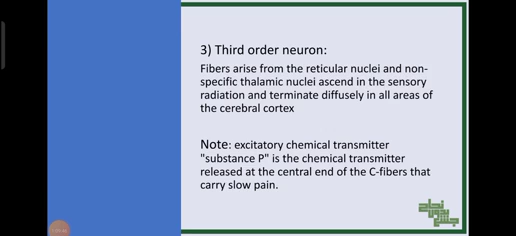 3) Third order neuron:
Fibers arise from the reticular nuclei and non-
specific thalamic nuclei ascend in the sensory
radiation and terminate diffusely in all areas of
the cerebral cortex
Note: excitatory chemical transmitter
"substance P" is the chemical transmitter
released at the central end of the C-fibers that
carry slow pain.